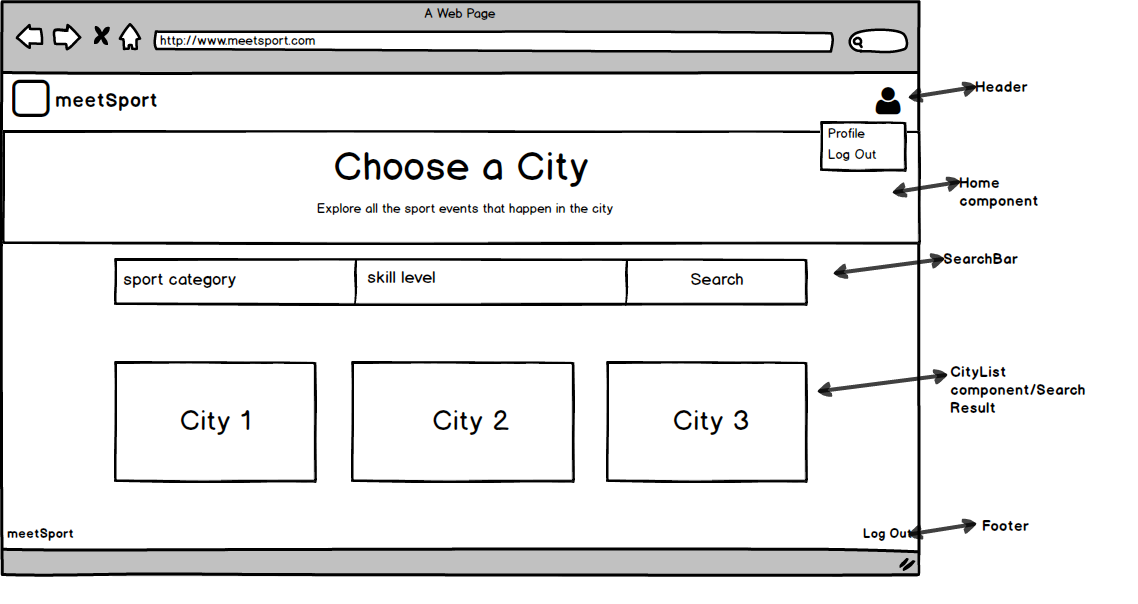 A Web Page
http://www.meetsport.com
meetSport
Header
Profile
Log Out
Choose a City
Explore all the sport events that happen in the city
Home
component
SearchBar
sport category
skill level
Search
CityList
component/Search
Result
City 1
City 2
City 3
meetSport
Log Out
Footer